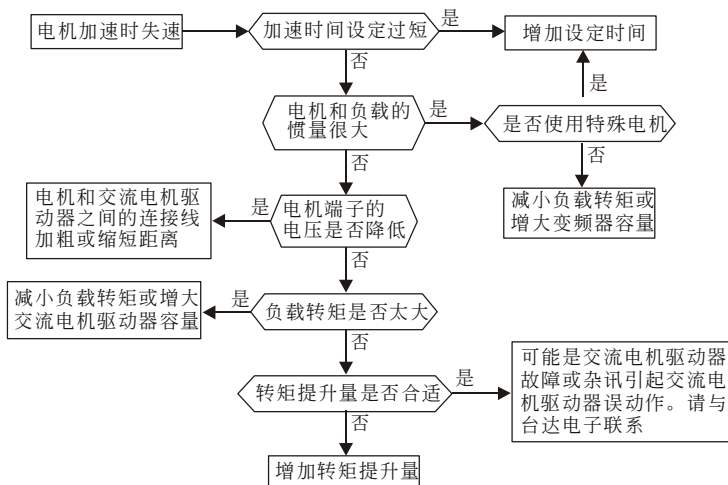 电机加速时失速
加速时间设定过短
是
增加设定时间
否
是
电机和负载的
惯量很大
是
是否使用特殊电机
否
否
减小负载转矩或
增大变频器容量
电机和交流电机驱
动器之间的连接线
加粗或缩短距离
是
电机端子的
电压是否降低
否
减小负载转矩或增大
交流电机驱动器容量
是
负载转矩是否太大
否
转矩提升量是否合适
是
可能是交流电机驱动器
故障或杂讯引起交流电
机驱动器误动作。请与
台达电子联系
否
增加转矩提升量